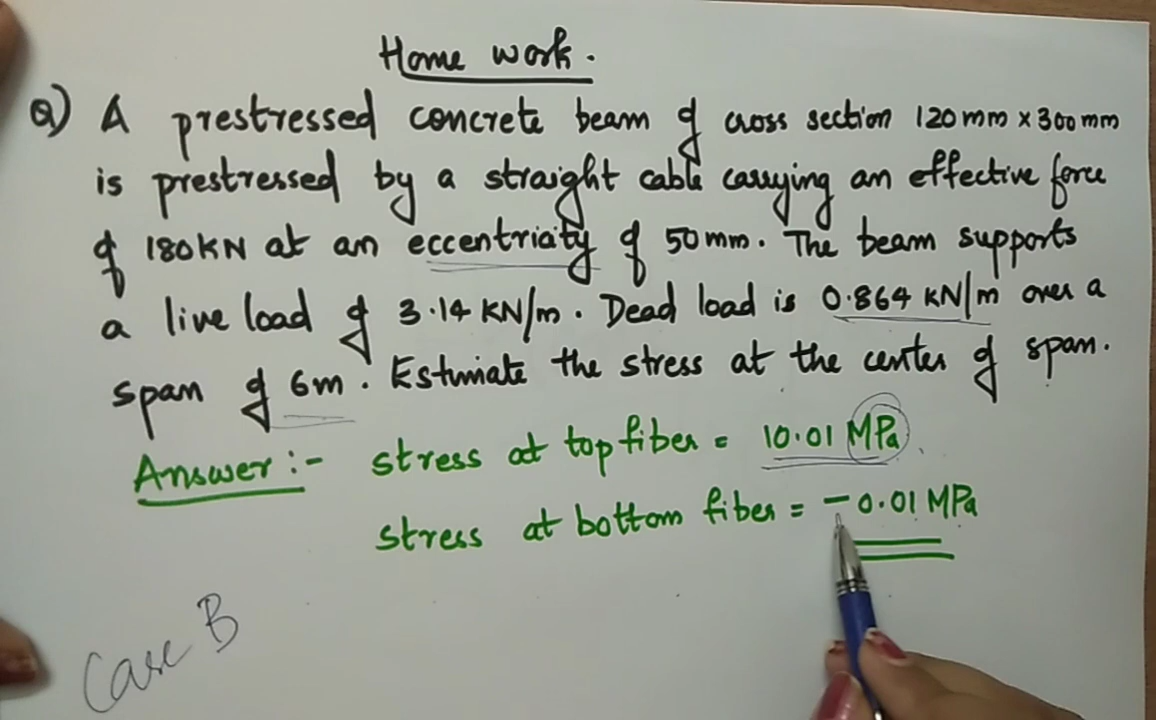 Home work.
Q) A prestressed concrete beam of cross section 120 mm x 300 mm
is prestressed by a straight cable carrying an effective force
of 180KN at an eccentricity of 50 mm. The beam supports
a live load of 3.14 KN/m. Dead load is 0.864 KN/m over a
span of 6m. Estimate the stress at the center of span.
Answer :- stress at top fiber = 10.01 MPa.
stress at bottom fiber = -0.01 MPa
Case B